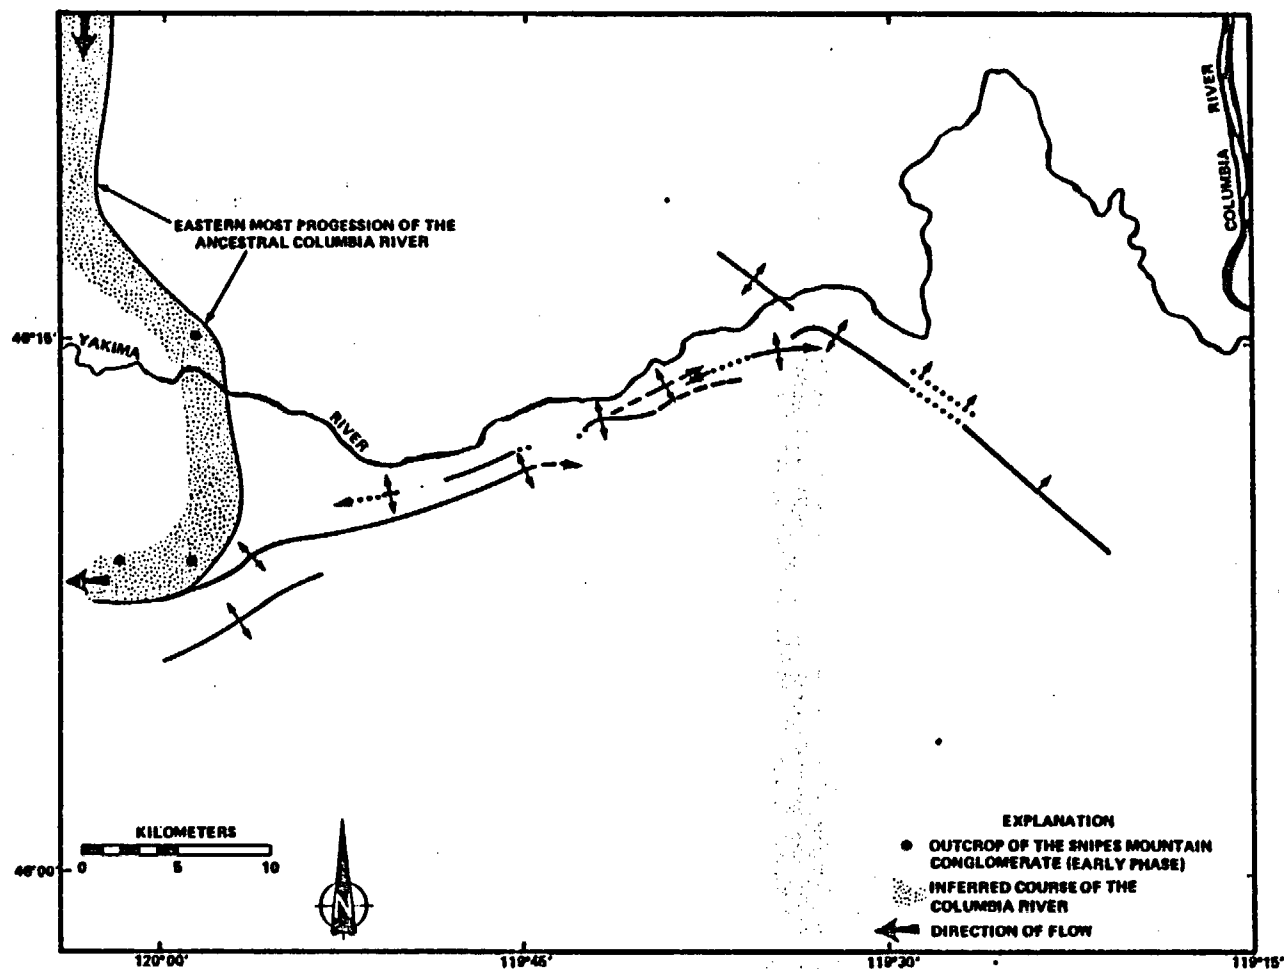 RIVER
COLUMBIA
EASTERN MOST PROGESSION OF THE
ANCESTRAL COLUMBIA RIVER
46°15'
YAKIMA
RIVER
KILOMETERS
0 5 10
46°00'
N
EXPLANATION
OUTCROP OF THE SNIPES MOUNTAIN
CONGLOMERATE (EARLY PHASE)
INFERRED COURSE OF THE
COLUMBIA RIVER
DIRECTION OF FLOW
120°00' 119°45' 119°30' 119°15'